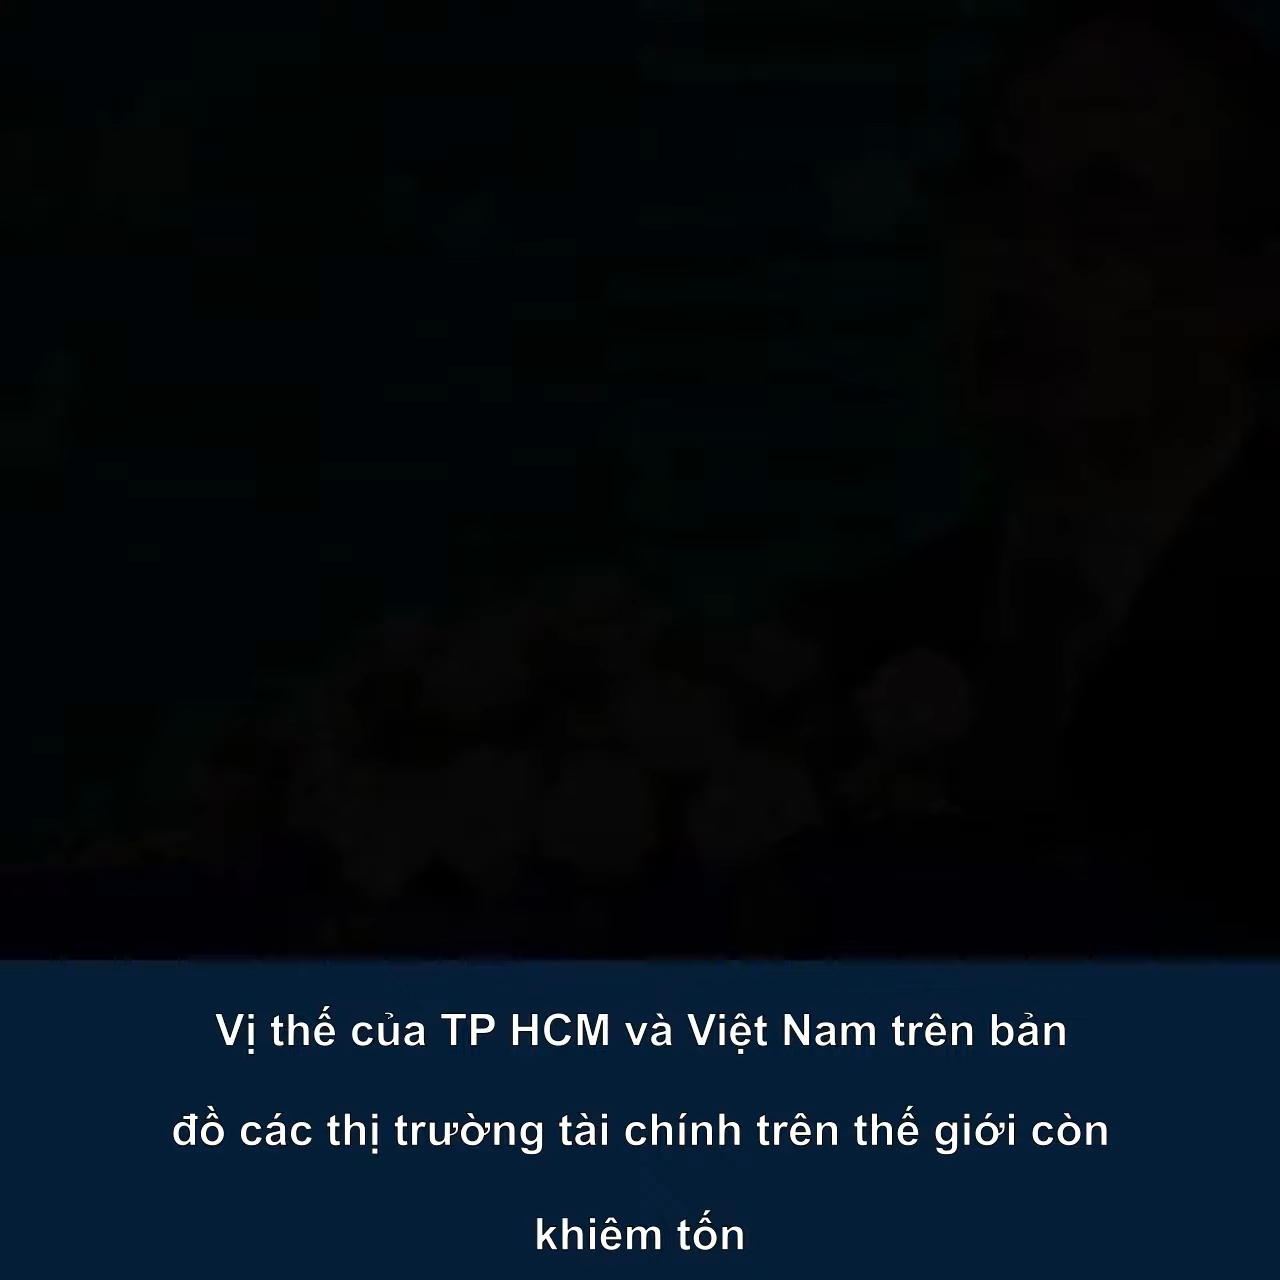 Vị thế của TP HCM và Việt Nam trên bản
đồ các thị trường tài chính trên thế giới còn
khiêm tốn